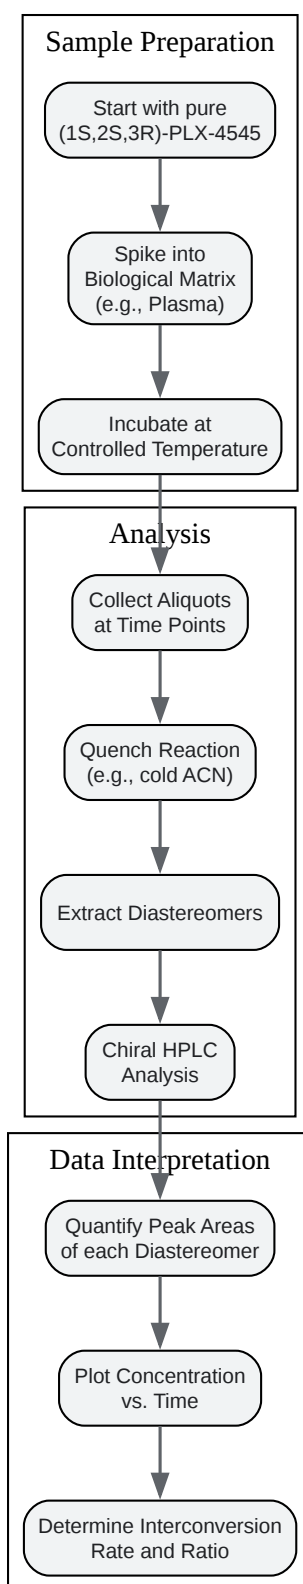 Sample Preparation
Start with pure
(1S,2S,3R)-PLX-4545
Spike into
Biological Matrix
(e.g., Plasma)
Incubate at
Controlled Temperature
Analysis
Collect Aliquots
at Time Points
Quench Reaction
(e.g., cold ACN)
Extract Diastereomers
Chiral HPLC
Analysis
Data Interpretation
Quantify Peak Areas
of each Diastereomer
Plot Concentration
vs. Time
Determine Interconversion
Rate and Ratio